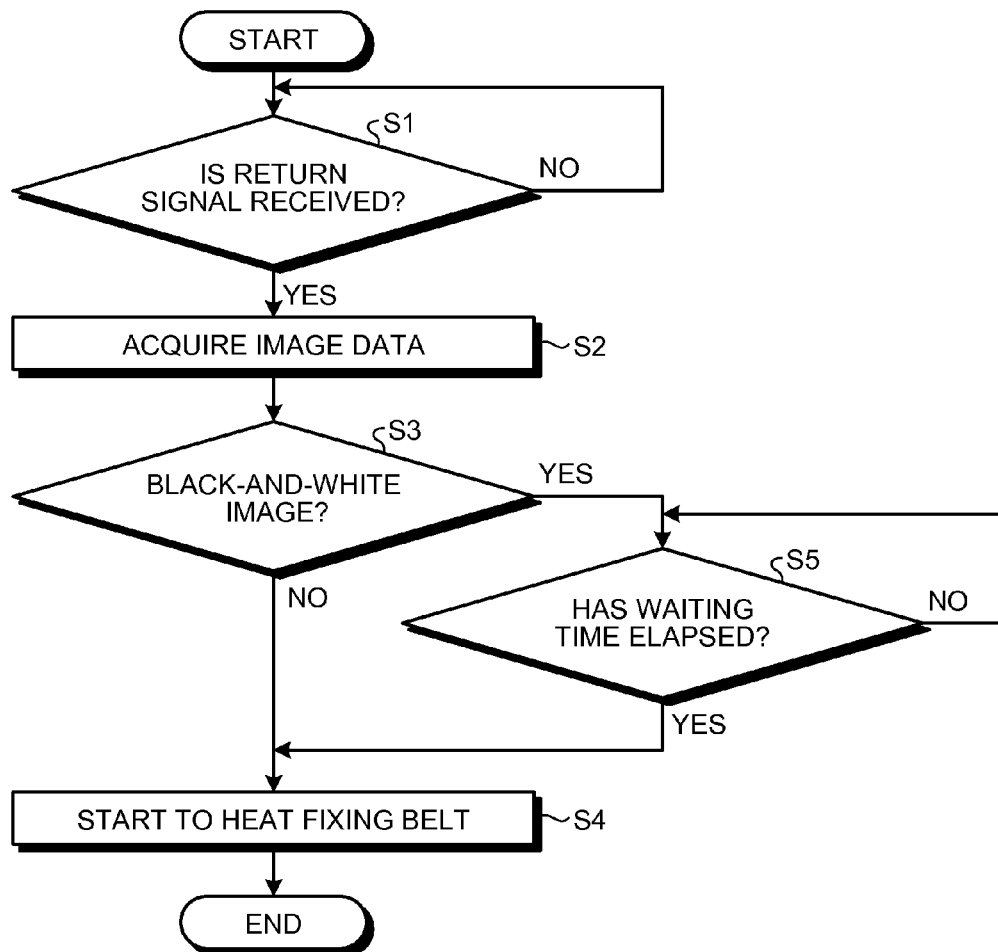 START
S1
IS RETURN
SIGNAL RECEIVED?
NO
YES
ACQUIRE IMAGE DATA
S2
S3
BLACK-AND-WHITE
IMAGE?
YES
NO
S5
HAS WAITING
TIME ELAPSED?
NO
YES
START TO HEAT FIXING BELT
S4
END